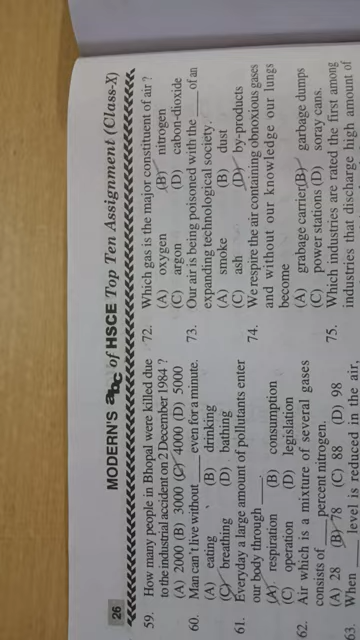 26 MODERN'S abc of HSCE Top Ten Assignment (Class-X)
59. How many people in Bhopal were killed due
to the industrial accident on 2 December 1984 ?
(A) 2000 (B) 3000 (C) 4000 (D) 5000
60. Man can't live without ___ even for a minute.
(A) eating (B) drinking
(C) breathing (D) bathing
61. Everyday a large amount of pollutants enter
our body through ___.
(A) respiration (B) consumption
(C) operation (D) legislation
62. Air which is a mixture of several gases
consists of ___ percent nitrogen.
(A) 28 (B) 78 (C) 88 (D) 98
63. When ___ level is reduced in the air,
72. Which gas is the major constituent of air ?
(A) oxygen (B) nitrogen
(C) argon (D) cabon-dioxide
73. Our air is being poisoned with the ___ of an
expanding technological society.
(A) smoke (B) dust
(C) ash (D) by-products
74. We respire the air containing obnoxious gases
and without our knowledge our lungs
become
(A) grabage carrier (B) garbage dumps
(C) power stations (D) soray cans.
75. Which industries are rated the first among
industries that discharge high amount of